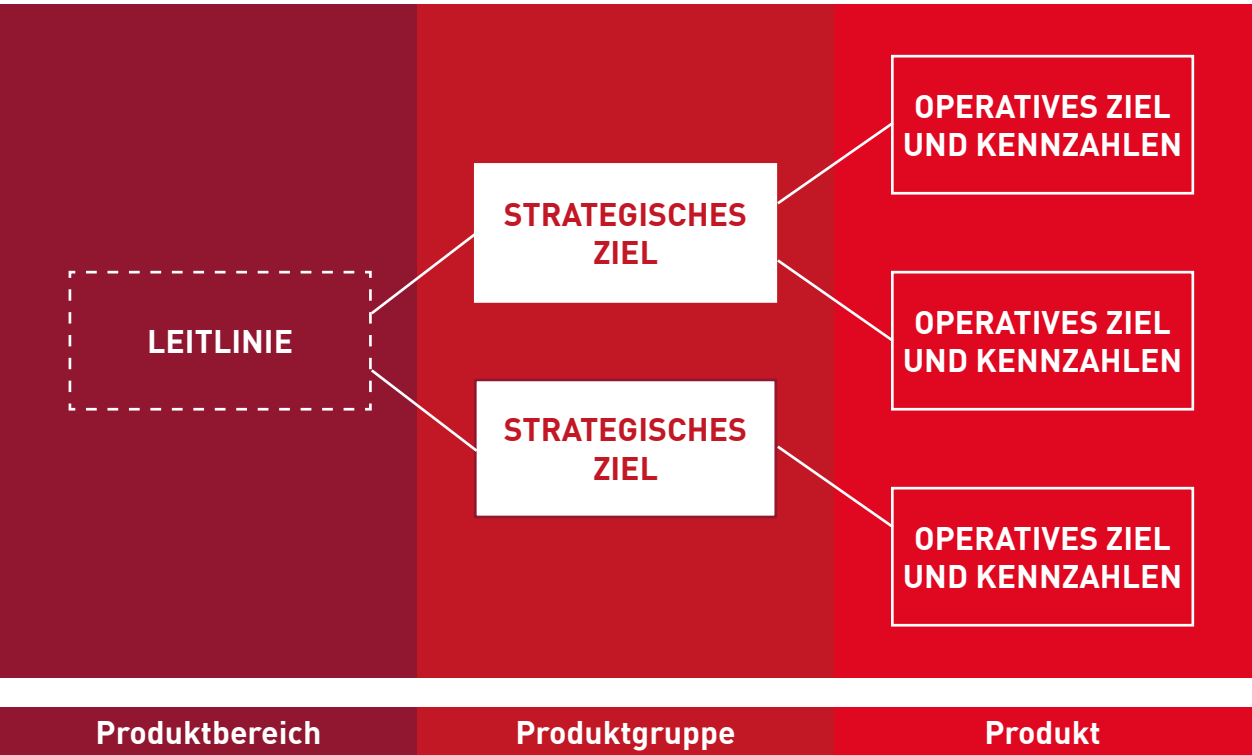 LEITLINIE
STRATEGISCHES
ZIEL
STRATEGISCHES
ZIEL
OPERATIVES ZIEL
UND KENNZAHLEN
OPERATIVES ZIEL
UND KENNZAHLEN
OPERATIVES ZIEL
UND KENNZAHLEN
Produktbereich
Produktgruppe
Produkt